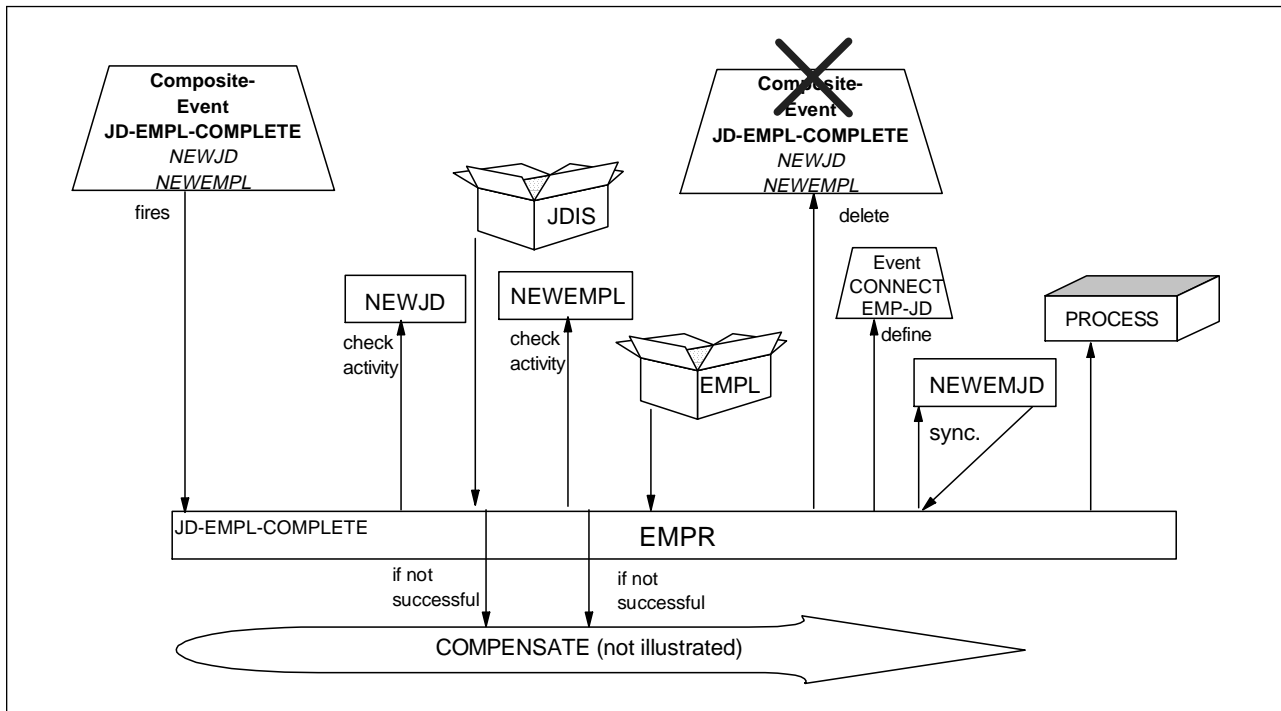 Composite-
Event
JD-EMPL-COMPLETE
NEWJD
NEWEMPL
fires
Composite-
Event
JD-EMPL-COMPLETE
NEWJD
NEWEMPL
delete
JDIS
NEWJD
check
activity
NEWEMPL
check
activity
EMPL
Event
CONNECT
EMP-JD
define
NEWEMJD
sync.
PROCESS
JD-EMPL-COMPLETE
EMPR
if not
successful
if not
successful
COMPENSATE (not illustrated)